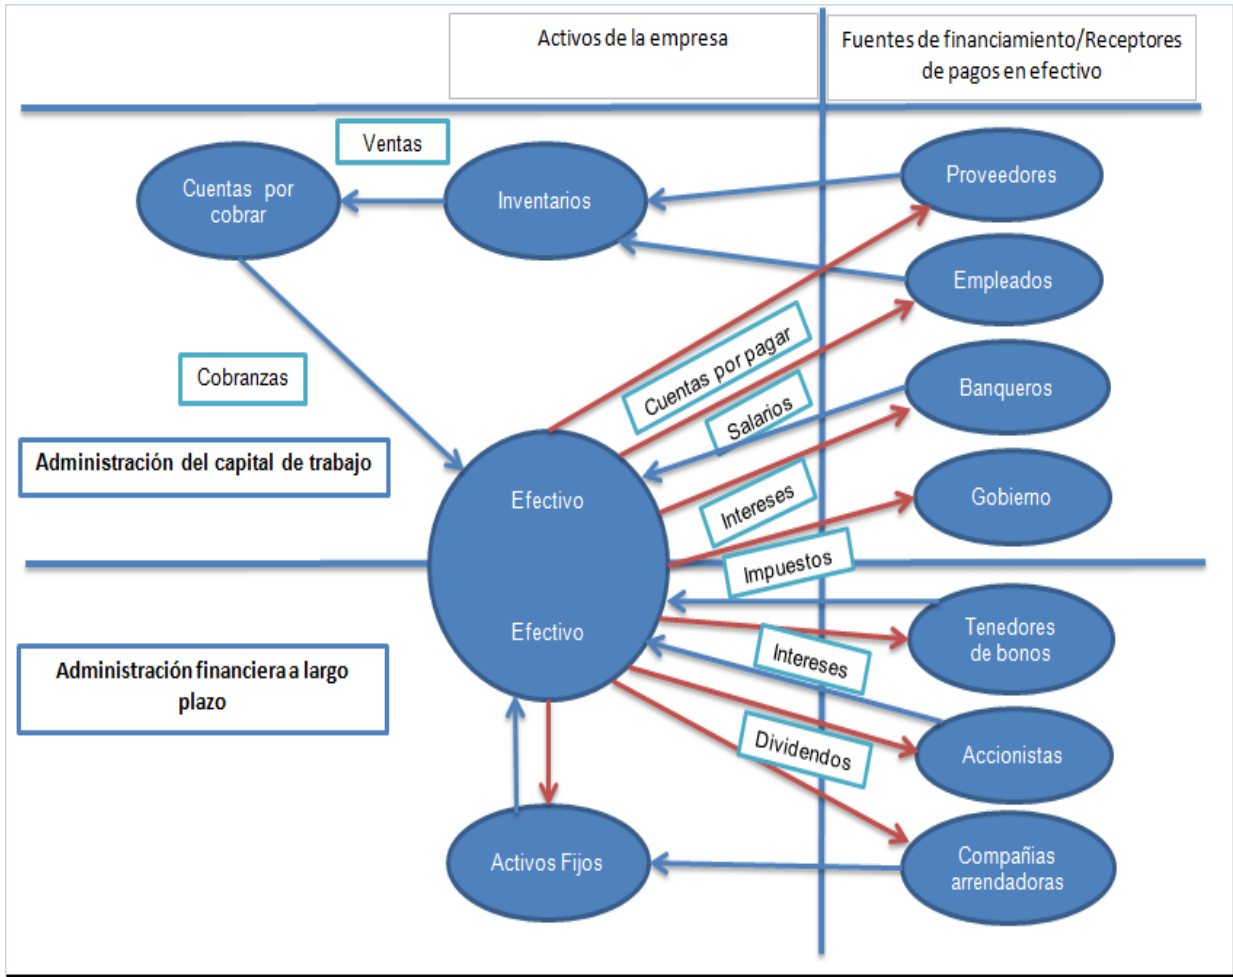 Activos de la empresa
Fuentes de financiamiento/Receptores
de pagos en efectivo
Ventas
Cuentas por
cobrar
Inventarios
Proveedores
Empleados
Cuentas por pagar
Cobranzas
Banqueros
Salarios
Administración del capital de trabajo
Efectivo
Intereses
Gobierno
Impuestos
Efectivo
Tenedores
de bonos
Intereses
Administración financiera a largo
plazo
Dividendos
Accionistas
Activos Fijos
Compañias
arrendadoras